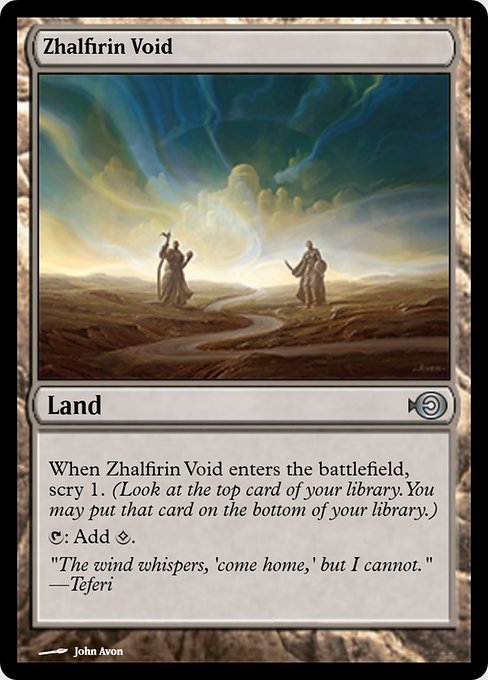 Zhalfirin Void
AVON
Land
When Zhalfirin Void enters the battlefield,
scry 1. (Look at the top card of your library. You
may put that card on the bottom of your library.)
: Add .
"The wind whispers, 'come home,' but I cannot."
—Teferi
John Avon